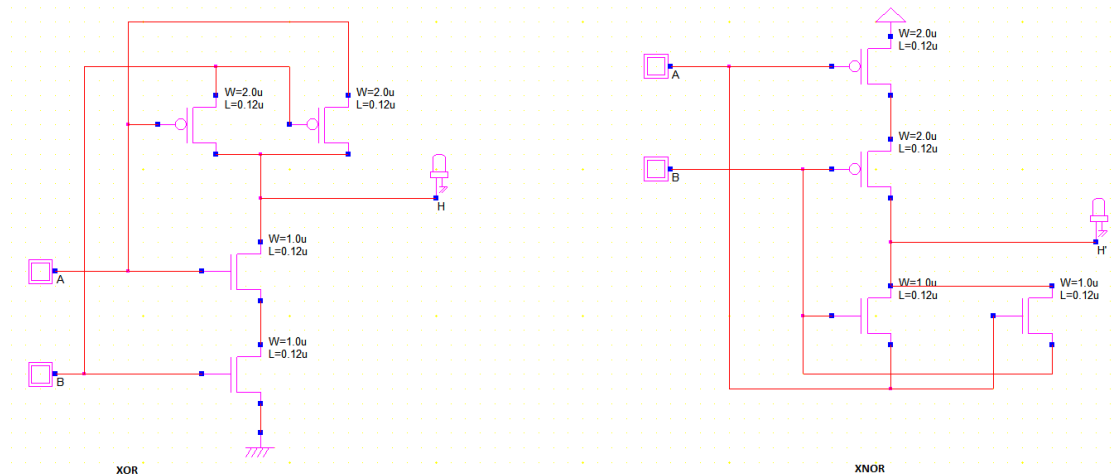 W=2.0u
L=0.12u
W=2.0u
L=0.12u
H
W=1.0u
L=0.12u
A
W=1.0u
L=0.12u
B
XOR
W=2.0u
L=0.12u
A
W=2.0u
L=0.12u
B
H'
W=1.0u
L=0.12u
W=1.0u
L=0.12u
XNOR